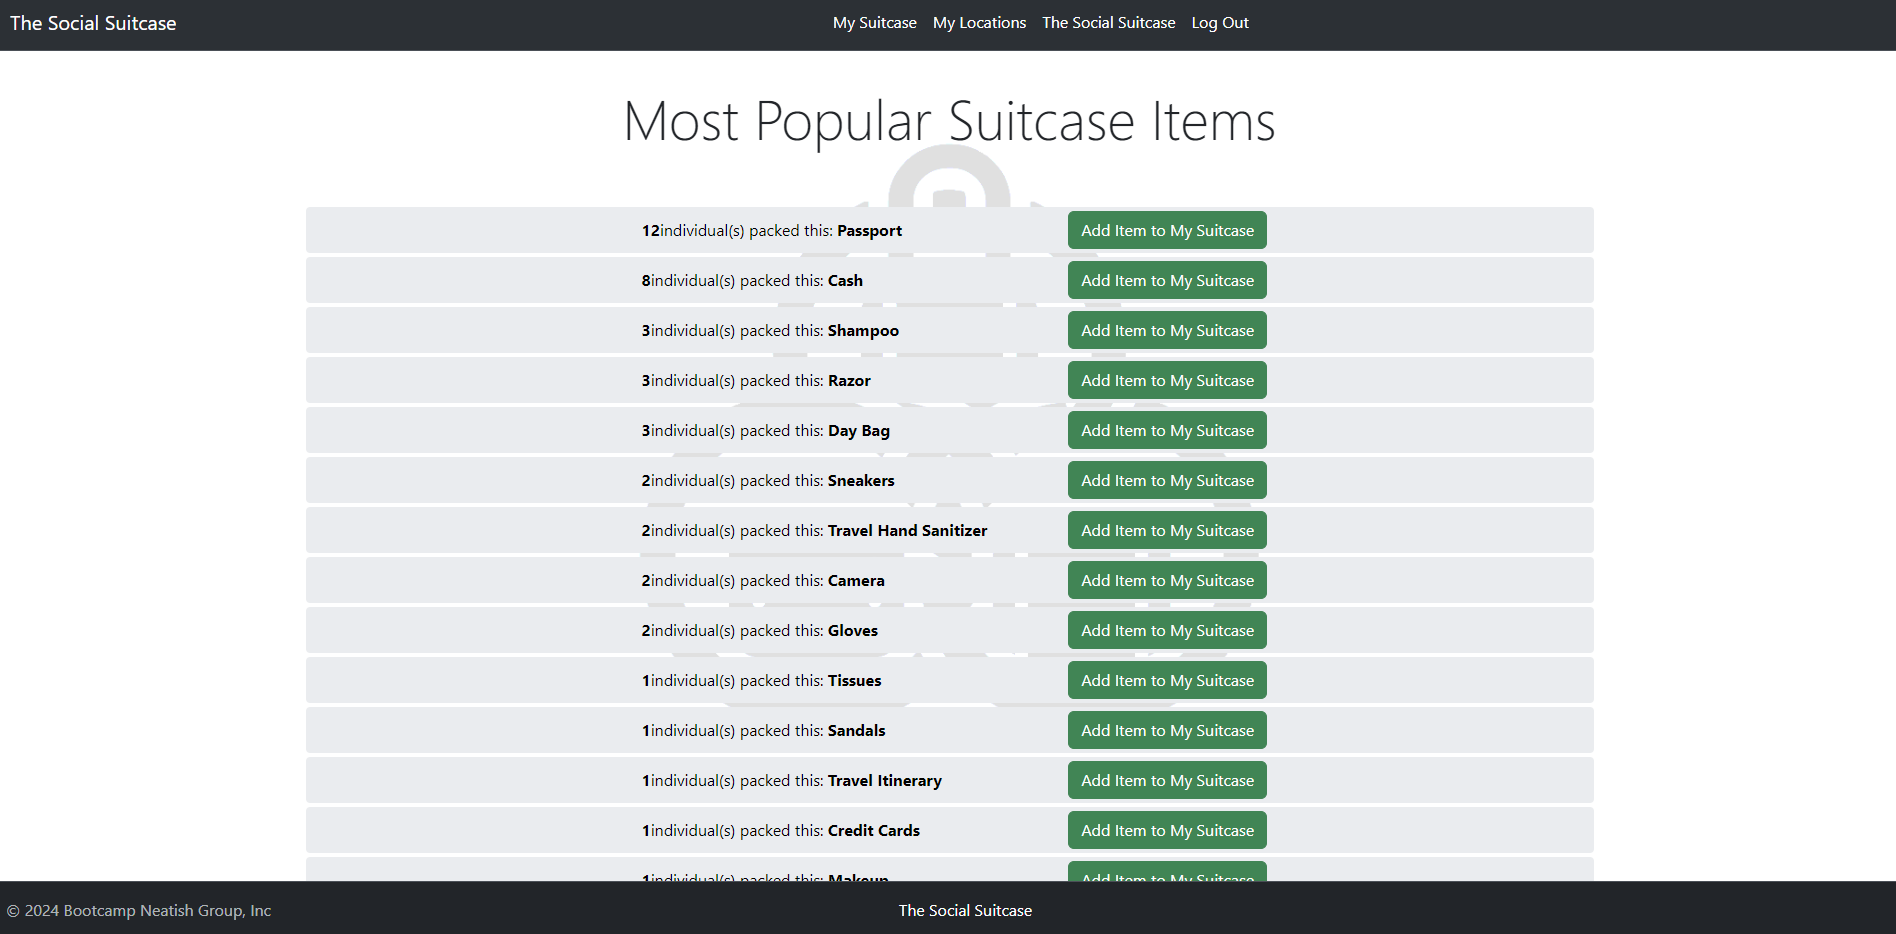 The Social Suitcase My Suitcase My Locations The Social Suitcase Log Out
Most Popular Suitcase Items
12individual(s) packed this: Passport Add Item to My Suitcase
8individual(s) packed this: Cash Add Item to My Suitcase
3individual(s) packed this: Shampoo Add Item to My Suitcase
3individual(s) packed this: Razor Add Item to My Suitcase
3individual(s) packed this: Day Bag Add Item to My Suitcase
2individual(s) packed this: Sneakers Add Item to My Suitcase
2individual(s) packed this: Travel Hand Sanitizer Add Item to My Suitcase
2individual(s) packed this: Camera Add Item to My Suitcase
2individual(s) packed this: Gloves Add Item to My Suitcase
1individual(s) packed this: Tissues Add Item to My Suitcase
1individual(s) packed this: Sandals Add Item to My Suitcase
1individual(s) packed this: Travel Itinerary Add Item to My Suitcase
1individual(s) packed this: Credit Cards Add Item to My Suitcase
1individual(s) packed this: Makeup Add Item to My Suitcase
© 2024 Bootcamp Neatish Group, Inc The Social Suitcase